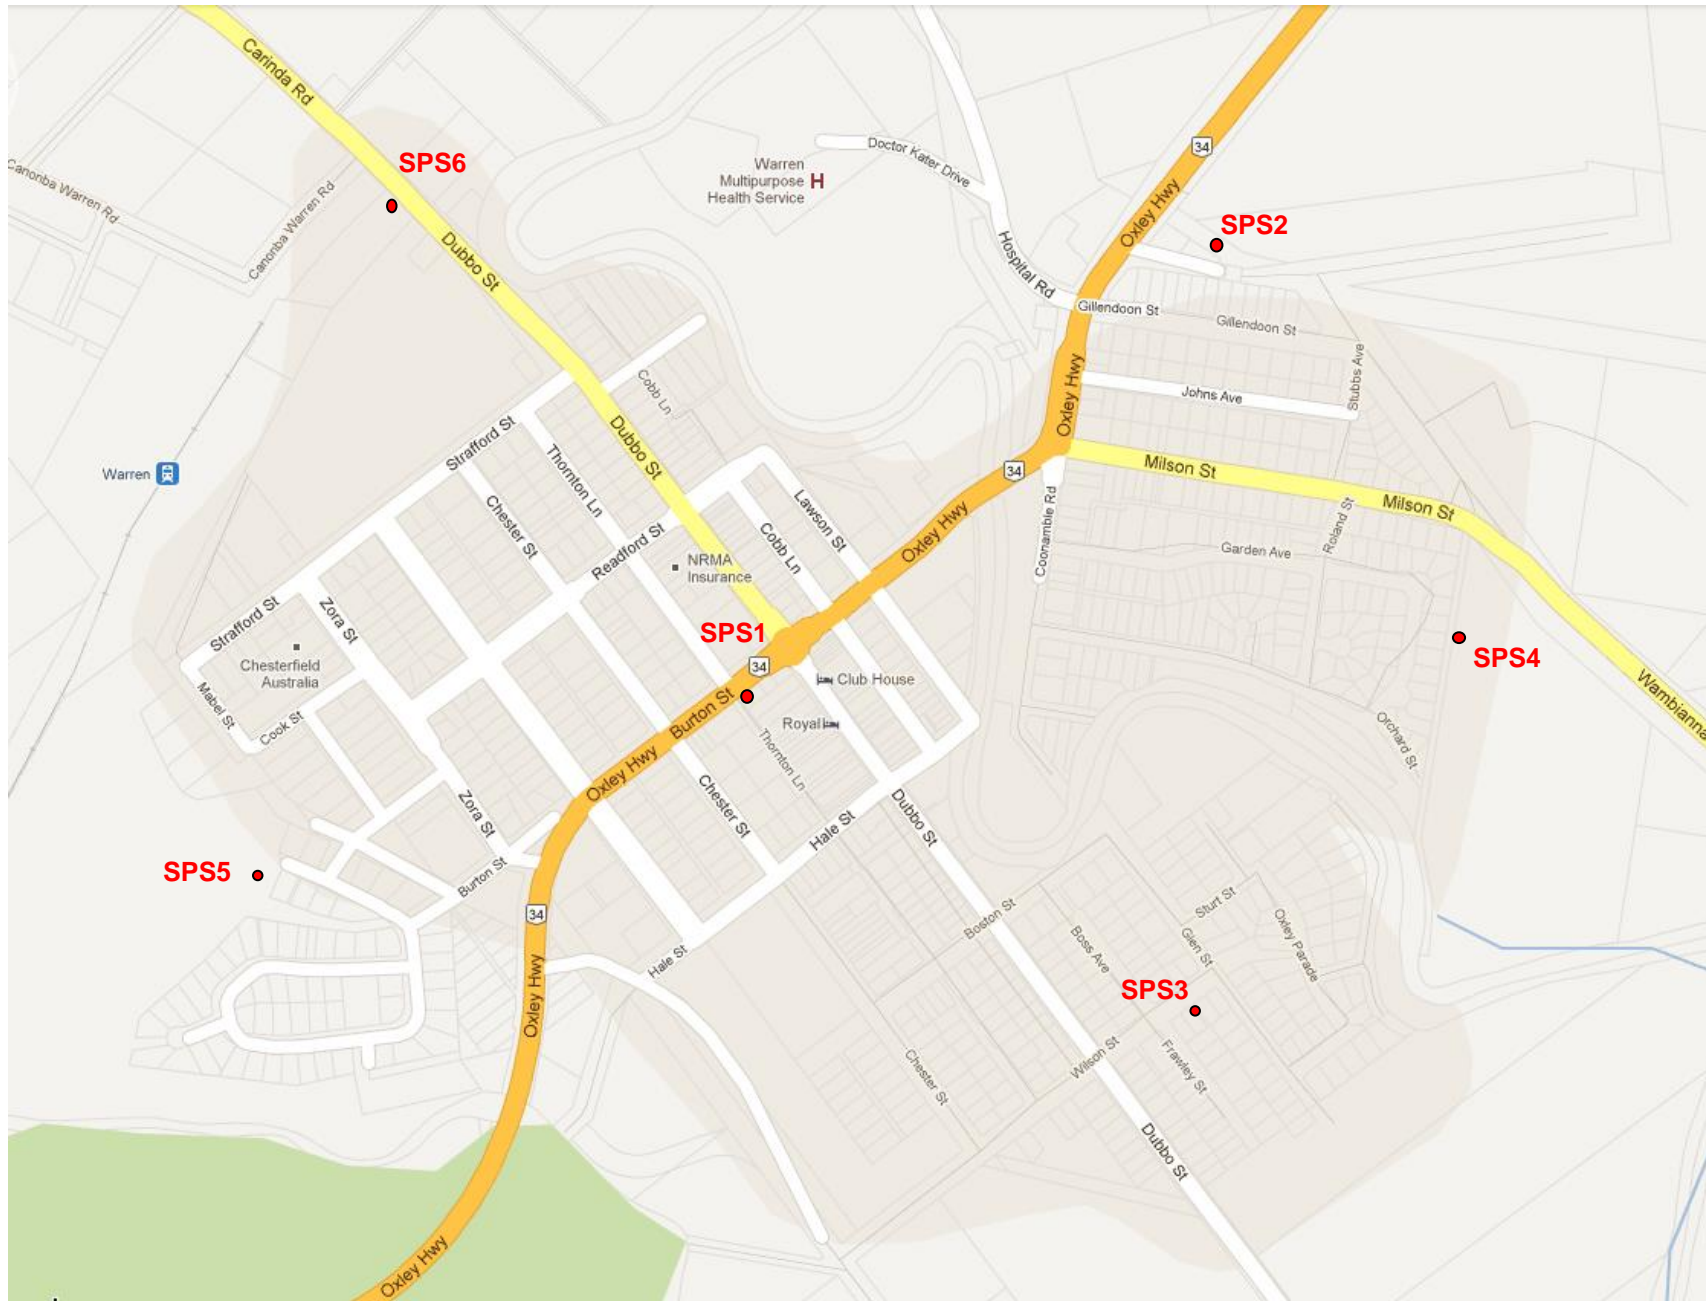 Carinda Rd
SPS6
Canonba Warren Rd
Canonba Warren Rd
Dubbo St
Warren
Multipurpose
Health Service
H
Doctor Kater Drive
34
Oxley Hwy
SPS2
Hospital Rd
Gillendoon St
Gillendoon St
Stubbs Ave
Johns Ave
Oxley Hwy
Cobb Ln
Strafford St
Dubbo St
Thornton Ln
Chester St
Readford St
Lawson St
Cobb Ln
NRMA
Insurance
Warren
34
Oxley Hwy
Milson St
Milson St
Coonamble Rd
Roland St
Garden Ave
Strafford St
Zora St
Chesterfield
Australia
Mabel St
Cook St
SPS1
34
Burton St
Club House
Royal
Thornton Ln
Oxley Hwy
SPS4
Wambianna
Orchard St
Zora St
Chester St
Hale St
Dubbo St
SPS5
Burton St
34
Boston St
Boss Ave
Sturt St
Glen St
Oxley Parade
Hale St
Oxley Hwy
SPS3
Wilson St
Frawley St
Chester St
Dubbo St
Oxley Hwy